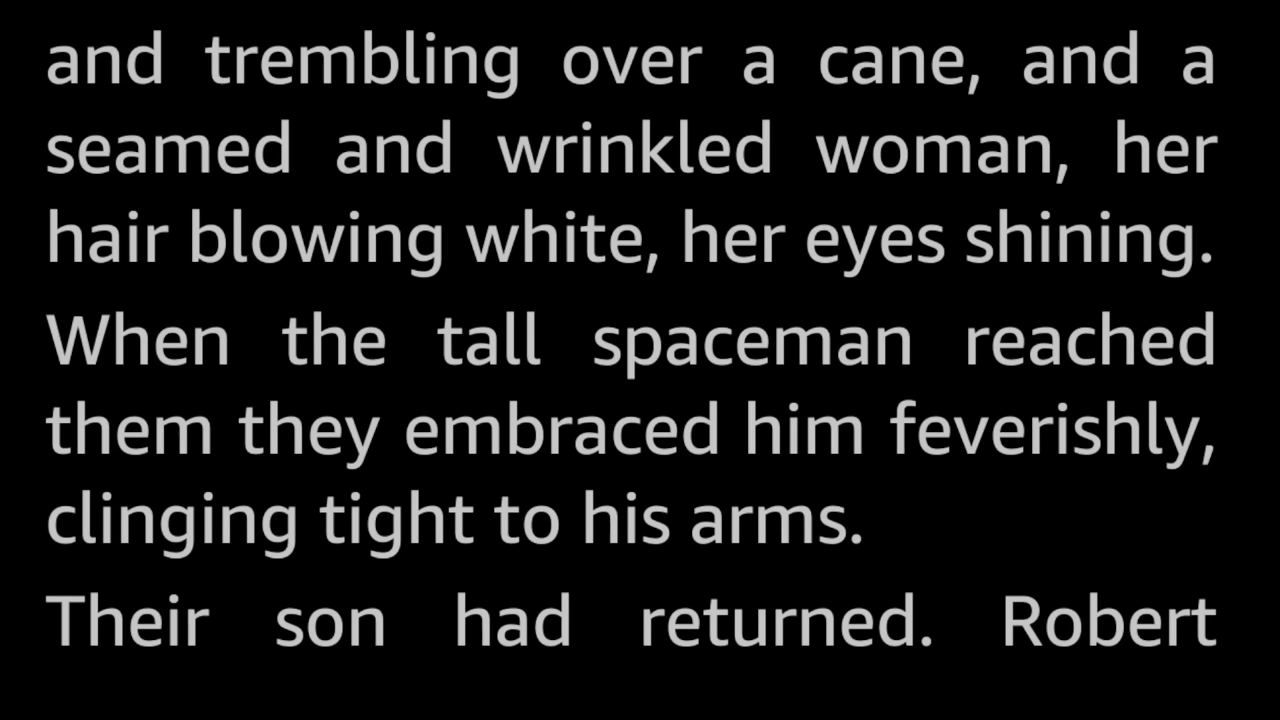 and trembling over a cane, and a
seamed and wrinkled woman, her
hair blowing white, her eyes shining.
When the tall spaceman reached
them they embraced him feverishly,
clinging tight to his arms.
Their son had returned. Robert